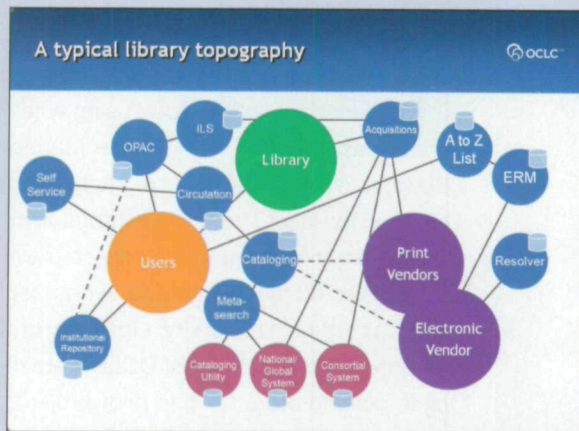 A typical library topography
OCLC™
ILS
Acquisitions
OPAC
A to Z
List
Library
Self
Service
Circulation
ERM
Users
Cataloging
Print
Vendors
Resolver
Meta-
search
Electronic
Vendor
Institutional
Repository
Cataloging
Utility
National/
Global
System
Consortial
System